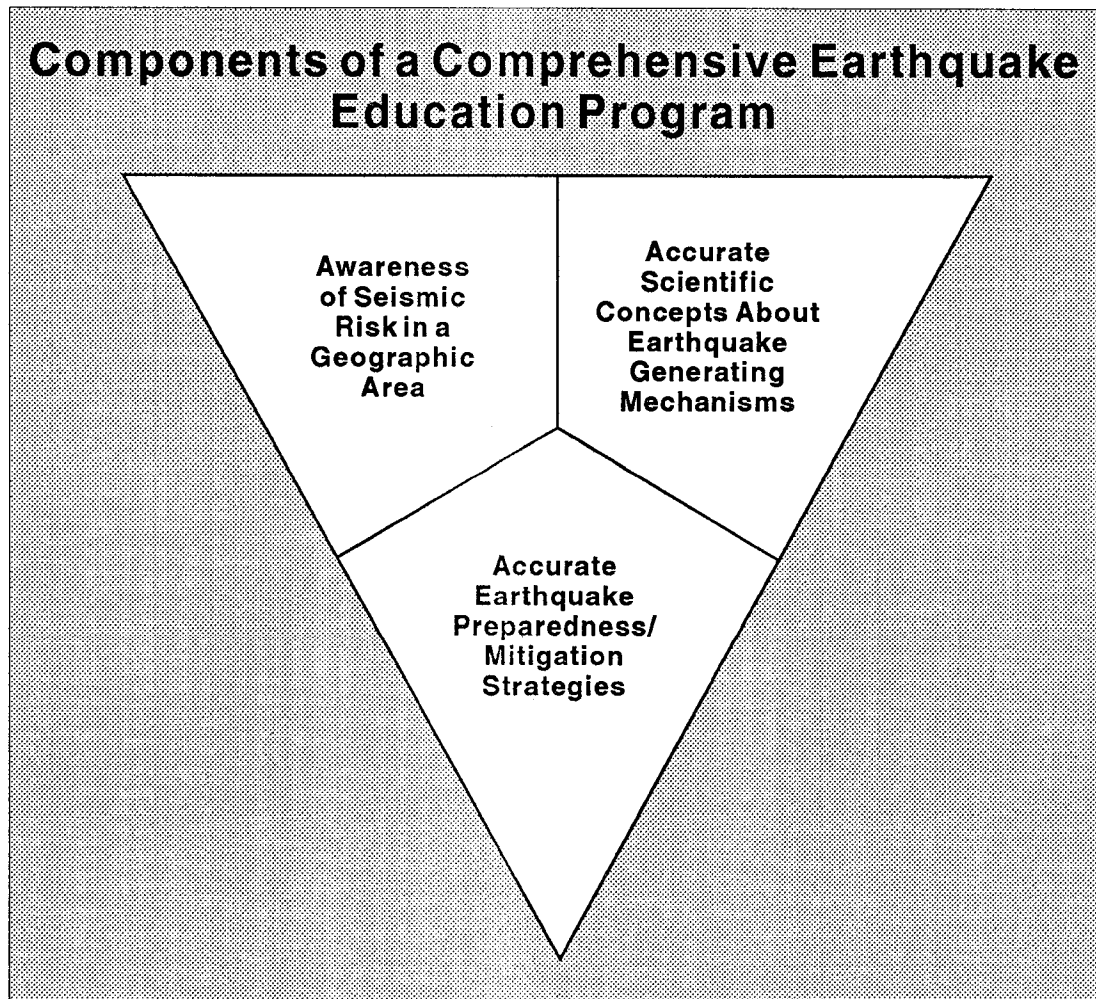 Components of a Comprehensive Earthquake
Education Program
Awareness
of Seismic
Risk in a
Geographic
Area
Accurate
Scientific
Concepts About
Earthquake
Generating
Mechanisms
Accurate
Earthquake
Preparedness/
Mitigation
Strategies